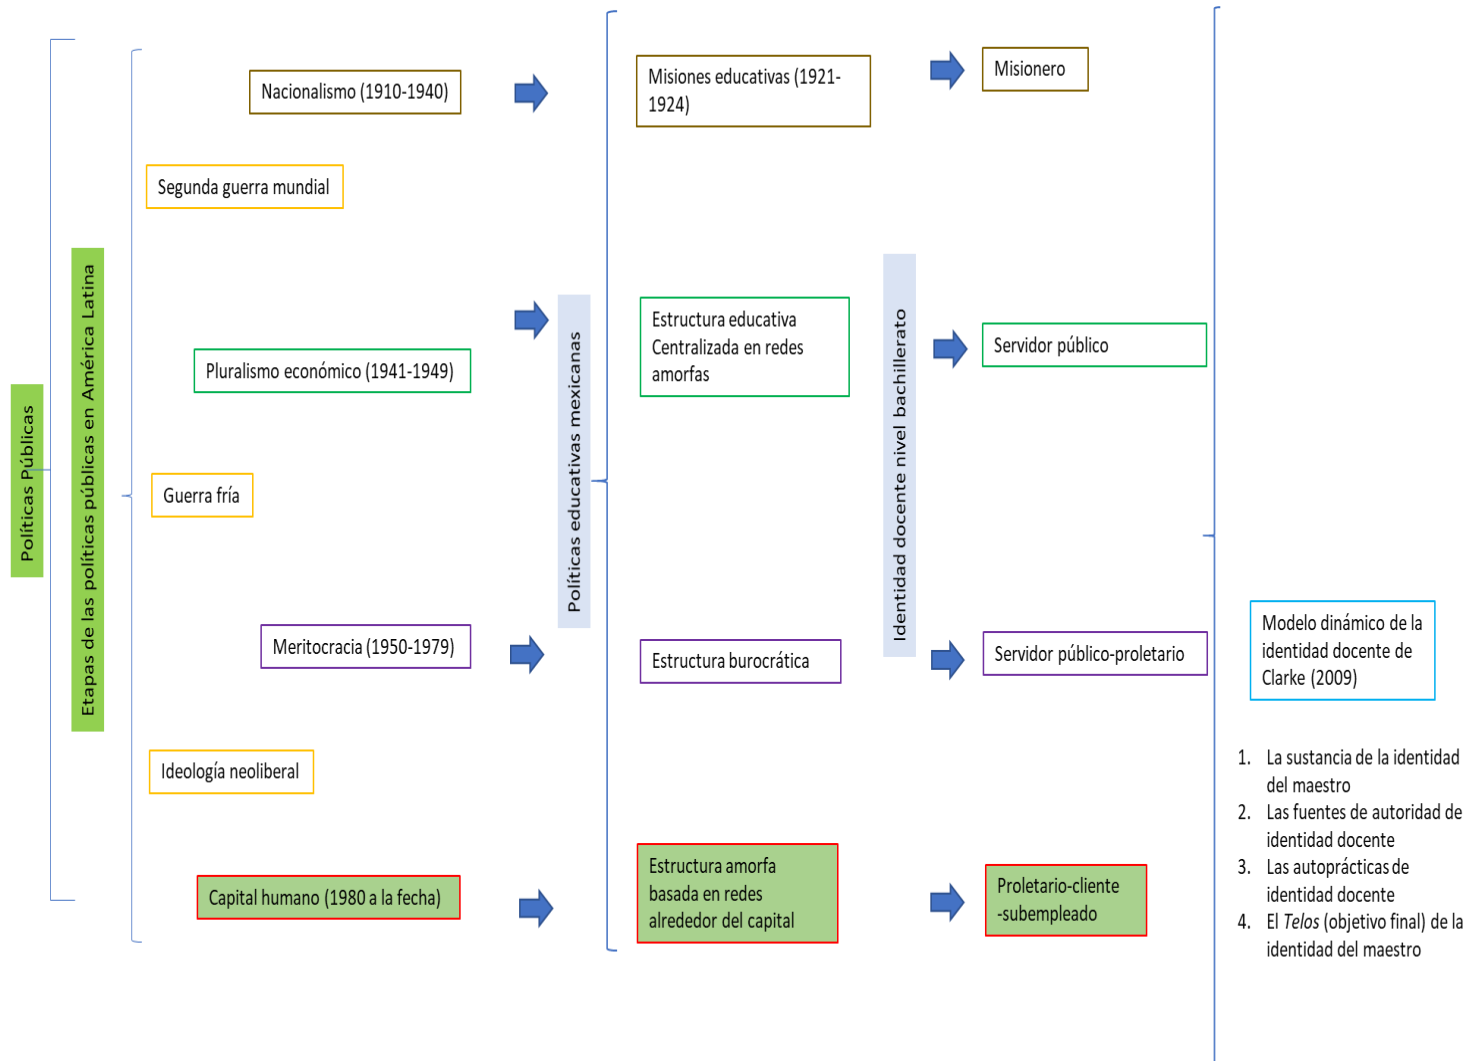 Políticas Públicas
Etapas de las políticas públicas en América Latina
Nacionalismo (1910-1940)
Segunda guerra mundial
Pluralismo económico (1941-1949)
Guerra fría
Meritocracia (1950-1979)
Ideología neoliberal
Capital humano (1980 a la fecha)
Políticas educativas mexicanas
Misiones educativas (1921-
1924)
Estructura educativa
Centralizada en redes
amorfas
Estructura burocrática
Estructura amorfa
basada en redes
alrededor del capital
Identidad docente nivel bachillerato
Misionero
Servidor público
Servidor público-proletario
Proletario-cliente
-subempleado
Modelo dinámico de la
identidad docente de
Clarke (2009)
1. La sustancia de la identidad
del maestro
2. Las fuentes de autoridad de
identidad docente
3. Las autoprácticas de
identidad docente
4. El Telos (objetivo final) de la
identidad del maestro